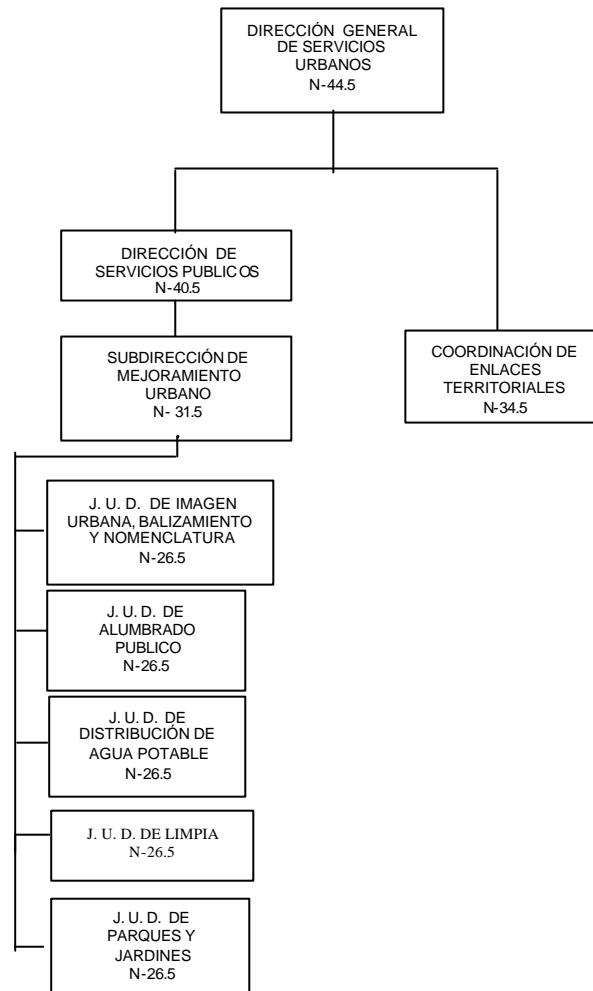 DIRECCIÓN GENERAL
DE SERVICIOS
URBANOS
N-44.5
DIRECCIÓN DE
SERVICIOS PUBLICOS
N-40.5
SUBDIRECCIÓN DE
MEJORAMIENTO
URBANO
N- 31.5
COORDINACIÓN DE
ENLACES
TERRITORIALES
N-34.5
J. U. D. DE IMAGEN
URBANA, BALIZAMIENTO
Y NOMENCLATURA
N-26.5
J. U. D. DE
ALUMBRADO
PUBLICO
N-26.5
J. U. D. DE
DISTRIBUCIÓN DE
AGUA POTABLE
N-26.5
J. U. D. DE LIMPIA
N-26.5
J. U. D. DE
PARQUES Y
JARDINES
N-26.5